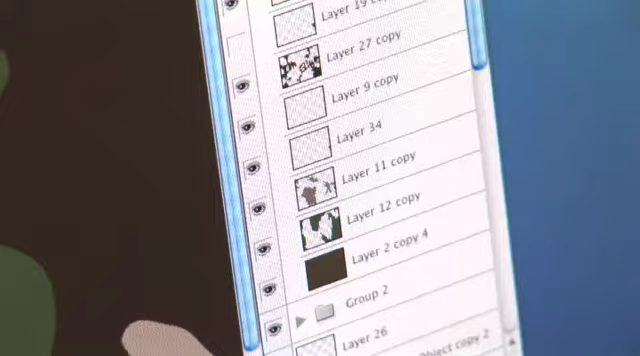 Layer 19 copy
Layer 27 copy
Layer 9 copy
Layer 34
Layer 11 copy
Layer 12 copy
Layer 2 copy 4
Group 2
Layer 26
Object copy 2